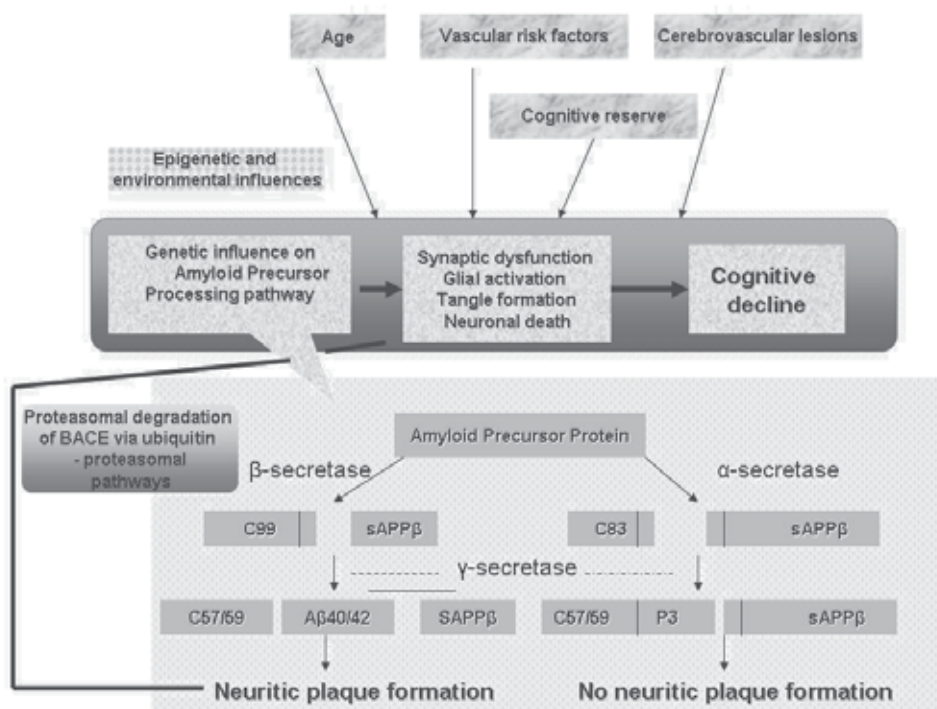 Age
Vascular risk factors
Cerebrovascular lesions
Cognitive reserve
Epigenetic and
environmental influences
Genetic influence on
Amyloid Precursor
Processing pathway
Synaptic dysfunction
Glial activation
Tangle formation
Neuronal death
Cognitive
decline
Proteasomal degradation
of BACE via ubiquitin
- proteasomal
pathways
Amyloid Precursor Protein
β-secretase
α-secretase
C99
sAPPβ
C83
sAPPβ
γ-secretase
C57/59
Aβ40/42
SAPPβ
C57/59
P3
sAPPβ
Neuritic plaque formation
No neuritic plaque formation